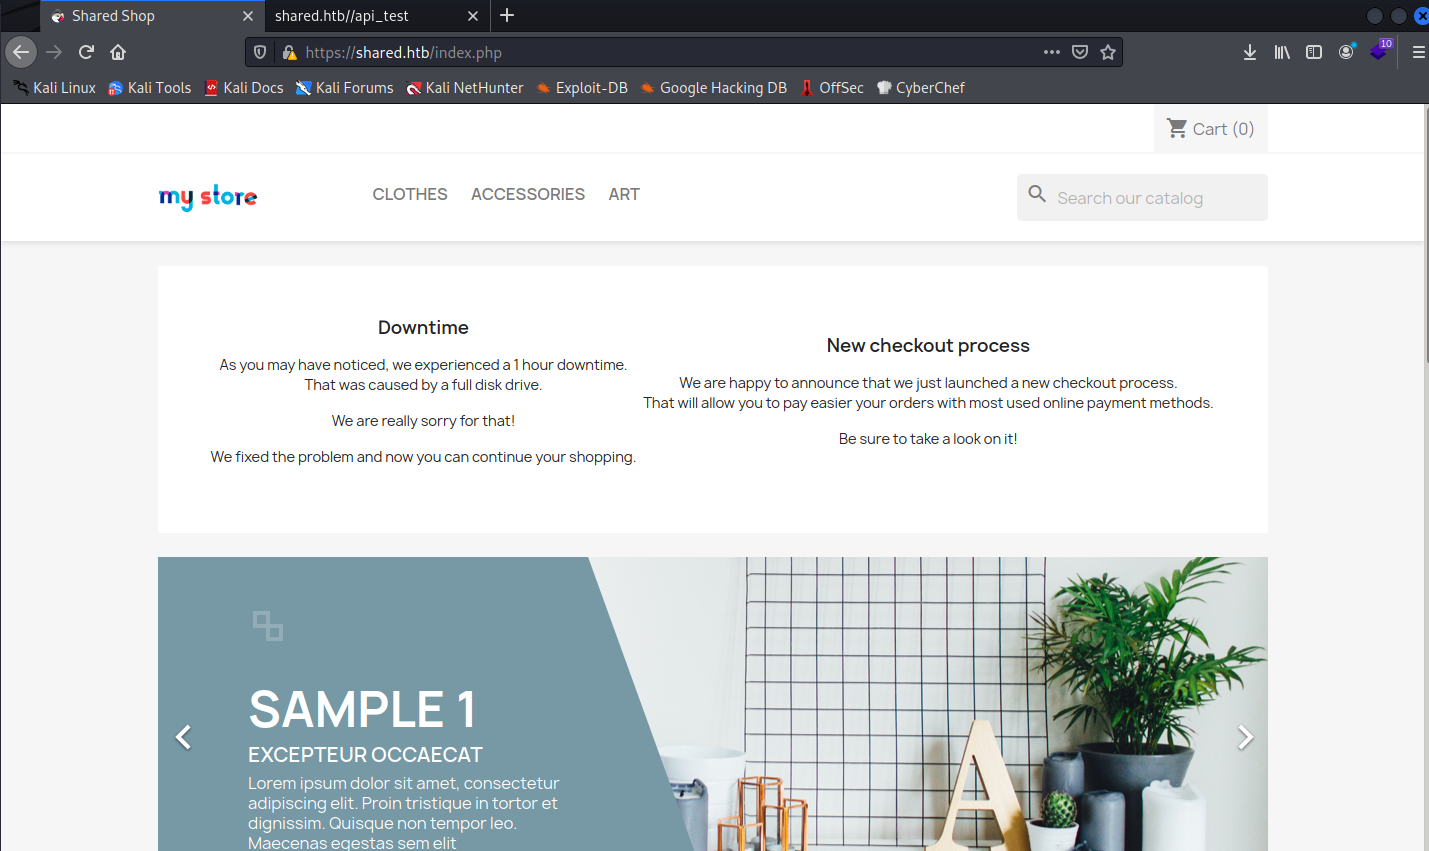 Shared Shop
shared.htb//api_test
https://shared.htb/index.php
10
Kali Linux Kali Tools Kali Docs Kali Forums Kali NetHunter Exploit-DB Google Hacking DB OffSec CyberChef
Cart (0)
my store
CLOTHES ACCESSORIES ART
Search our catalog
Downtime
As you may have noticed, we experienced a 1 hour downtime.
That was caused by a full disk drive.
We are really sorry for that!
We fixed the problem and now you can continue your shopping.
New checkout process
We are happy to announce that we just launched a new checkout process.
That will allow you to pay easier your orders with most used online payment methods.
Be sure to take a look on it!
SAMPLE 1
EXCEPTEUR OCCAECAT
Lorem ipsum dolor sit amet, consectetur
adipiscing elit. Proin tristique in tortor et
dignissim. Quisque non tempor leo.
Maecenas egestas sem elit